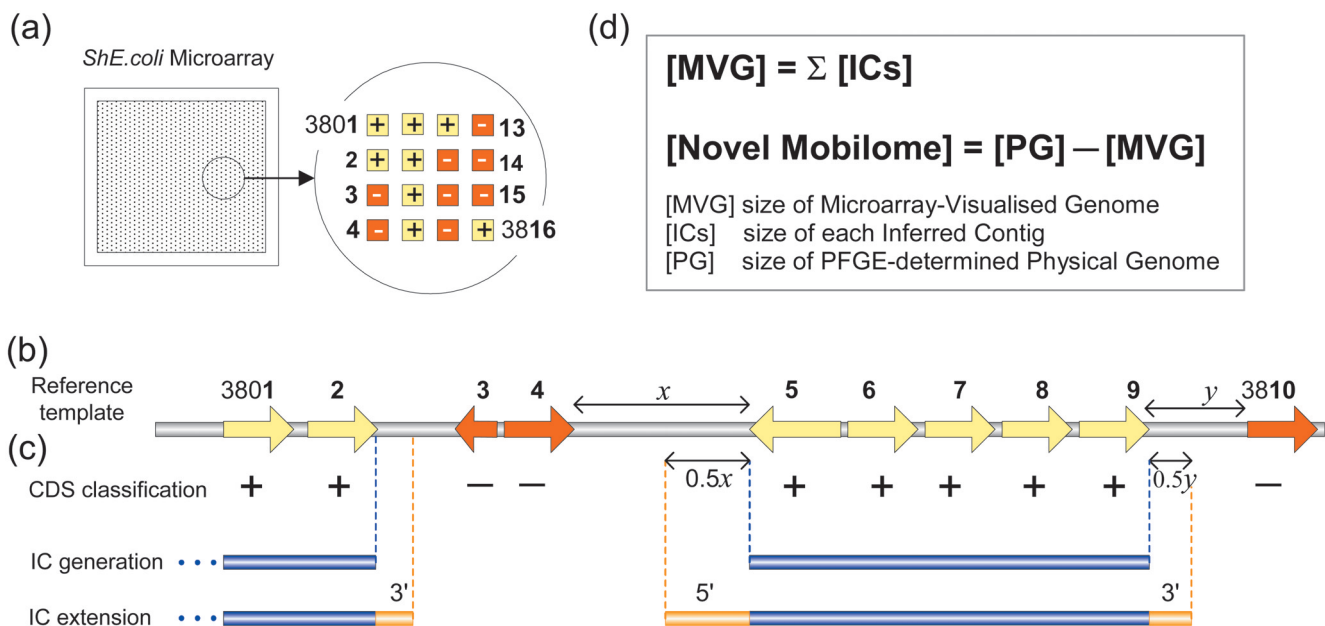 (a)
ShE.coli Microarray
3801 + + + - 13
2 + + - - 14
3 - + - - 15
4 - + - + 3816
(d)
[MVG] = Σ [ICs]
[Novel Mobilome] = [PG] — [MVG]
[MVG] size of Microarray-Visualised Genome
[ICs] size of each Inferred Contig
[PG] size of PFGE-determined Physical Genome
(b)
Reference
template
3801 2 3 4 x 5 6 7 8 9 y 3810
(c)
CDS classification
+ + — — 0.5x + + + + + 0.5y —
IC generation • • •
IC extension • • • 3' 5' 3'